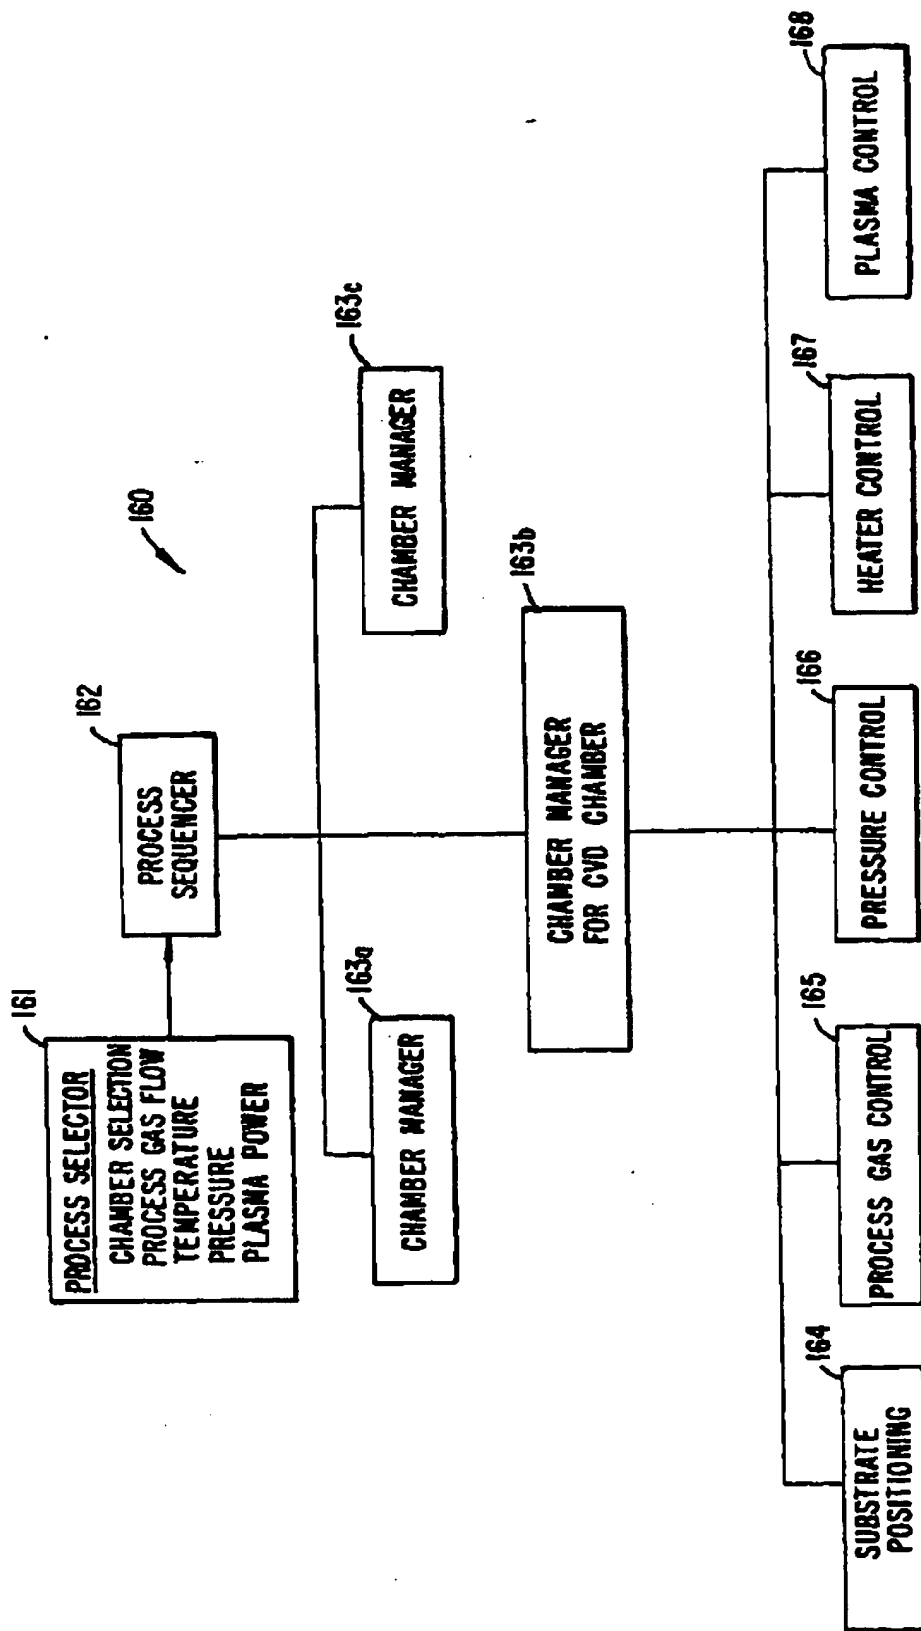 160
161
PROCESS SELECTOR
CHAMBER SELECTION
PROCESS GAS FLOW
TEMPERATURE
PRESSURE
PLASMA POWER
162
PROCESS
SEQUENCER
163a
CHAMBER MANAGER
163c
CHAMBER MANAGER
163b
CHAMBER MANAGER
FOR CVD CHAMBER
164
SUBSTRATE
POSITIONING
165
PROCESS GAS CONTROL
166
PRESSURE CONTROL
167
HEATER CONTROL
168
PLASMA CONTROL